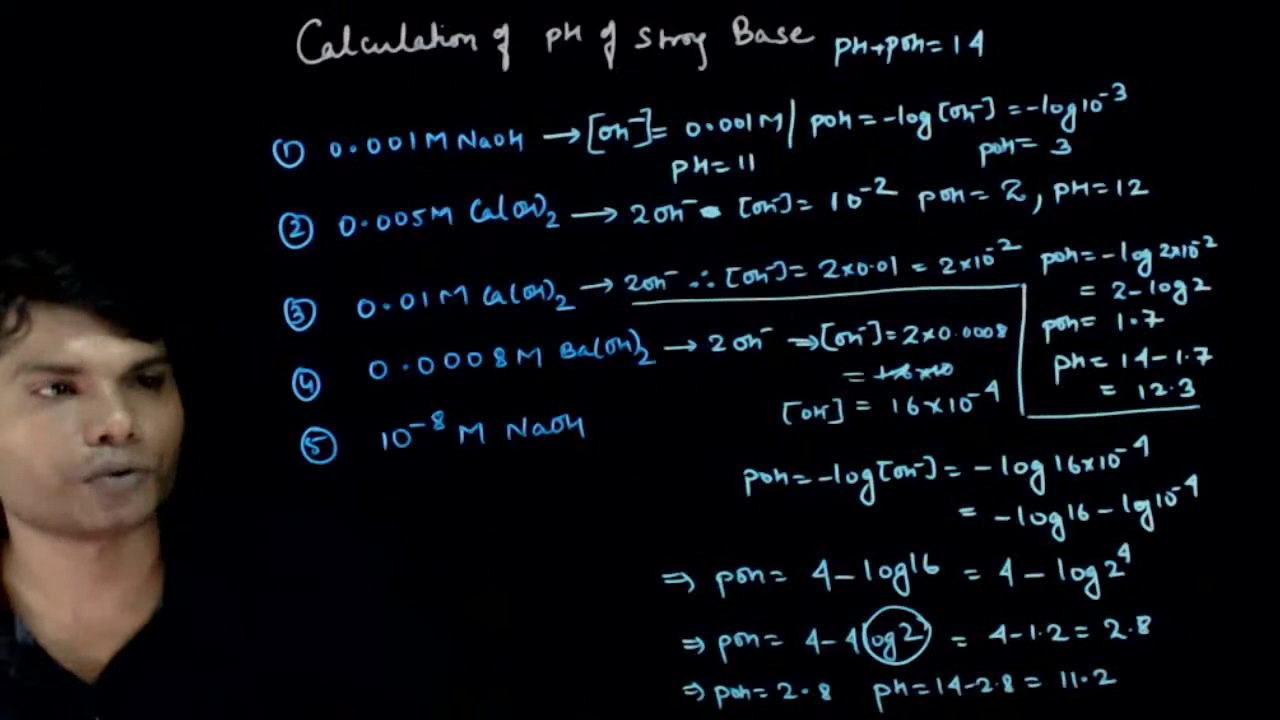 Calculation of pH of Strong Base pH+pOH=14
① 0.001M NaOH → [OH⁻]= 0.001M | pOH=-log[OH⁻] =-log10⁻³
pH=11 pOH= 3
② 0.005M Ca(OH)₂ → 2OH⁻ [OH⁻]= 10⁻² pOH=2, pH=12
③ 0.01M Ca(OH)₂ → 2OH⁻ ∴ [OH⁻]= 2×0.01 = 2×10⁻²
pOH=-log 2×10⁻²
= 2-log2
pOH= 1.7
pH= 14-1.7
= 12.3
④ 0.0008M Ba(OH)₂ → 2OH⁻ ⇒ [OH⁻]=2×0.0008
=
[OH] = 16×10⁻⁴
pOH=-log[OH⁻]= -log16×10⁻⁴
= -log16-log10⁻⁴
⇒ pOH= 4-log16 = 4-log2⁴
⇒ pOH= 4-4log2 = 4-1.2=2.8
⇒ pOH=2.8 pH=14-2.8= 11.2
⑤ 10⁻⁸ M NaOH